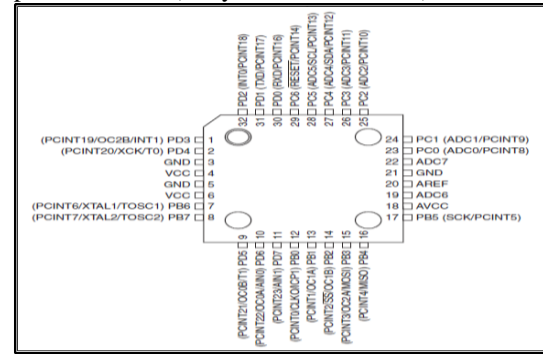 32 PD2 (INT0/PCINT18)
31 PD1 (TXD/PCINT17)
30 PD0 (RXD/PCINT16)
29 PC6 (RESET/PCINT14)
28 PC5 (ADC5/SCL/PCINT13)
27 PC4 (ADC4/SDA/PCINT12)
26 PC3 (ADC3/PCINT11)
25 PC2 (ADC2/PCINT10)
(PCINT19/OC2B/INT1) PD3 1
(PCINT20/XCK/T0) PD4 2
GND 3
VCC 4
GND 5
VCC 6
(PCINT6/XTAL1/TOSC1) PB6 7
(PCINT7/XTAL2/TOSC2) PB7 8
24 PC1 (ADC1/PCINT9)
23 PC0 (ADC0/PCINT8)
22 ADC7
21 GND
20 AREF
19 ADC6
18 AVCC
17 PB5 (SCK/PCINT5)
(PCINT21/OC0B/T1) PD5 9
(PCINT22/OC0A/AIN0) PD6 10
(PCINT23/AIN1) PD7 11
(PCINT0/CLKO/ICP1) PB0 12
(PCINT1/OC1A) PB1 13
(PCINT2/SS/OC1B) PB2 14
(PCINT3/OC2A/MOSI) PB3 15
(PCINT4/MISO) PB4 16